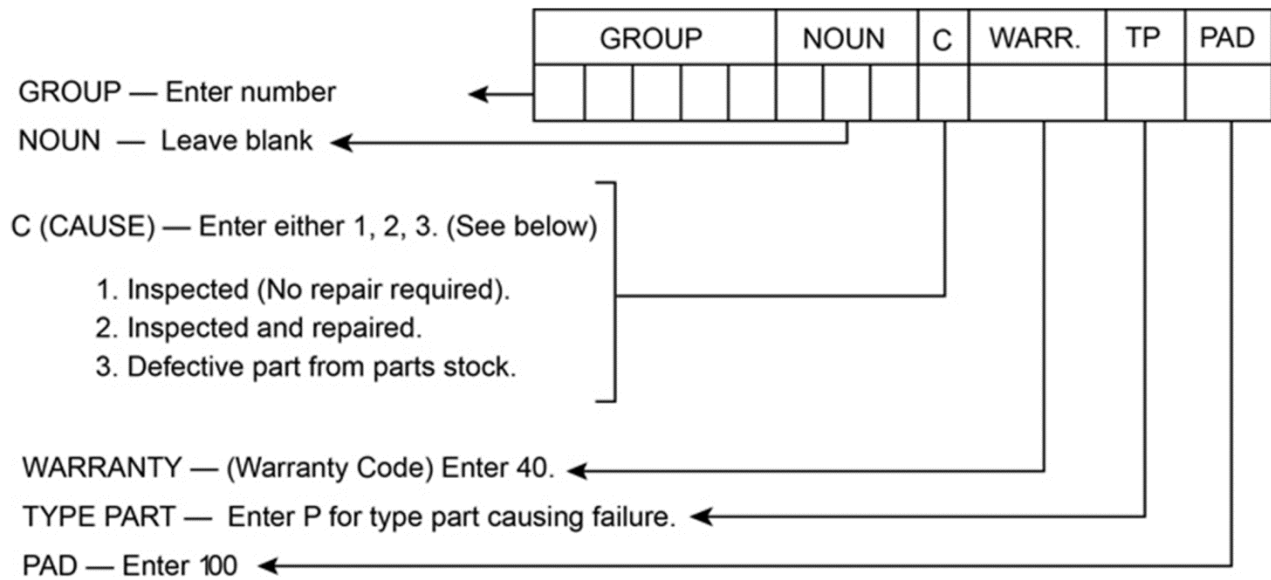 GROUP NOUN C WARR. TP PAD
GROUP — Enter number
NOUN — Leave blank
C (CAUSE) — Enter either 1, 2, 3. (See below)
1. Inspected (No repair required).
2. Inspected and repaired.
3. Defective part from parts stock.
WARRANTY — (Warranty Code) Enter 40.
TYPE PART — Enter P for type part causing failure.
PAD — Enter 100